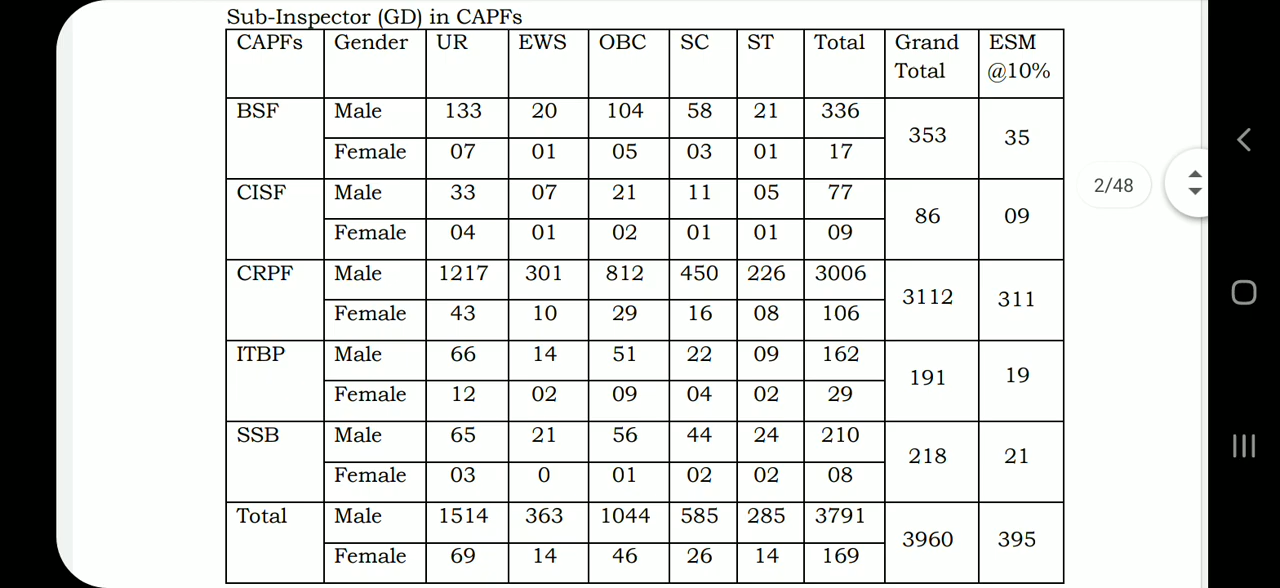 Sub-Inspector (GD) in CAPFs
CAPFs Gender UR EWS OBC SC ST Total Grand Total ESM @10%
BSF Male 133 20 104 58 21 336 353 35
Female 07 01 05 03 01 17
CISF Male 33 07 21 11 05 77 86 09
Female 04 01 02 01 01 09
CRPF Male 1217 301 812 450 226 3006 3112 311
Female 43 10 29 16 08 106
ITBP Male 66 14 51 22 09 162 191 19
Female 12 02 09 04 02 29
SSB Male 65 21 56 44 24 210 218 21
Female 03 0 01 02 02 08
Total Male 1514 363 1044 585 285 3791 3960 395
Female 69 14 46 26 14 169
2/48